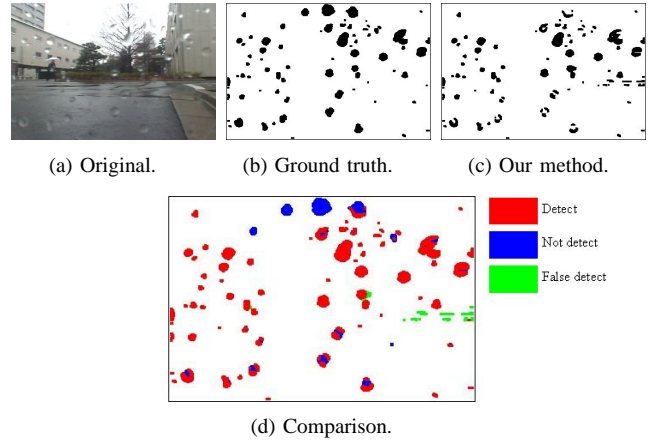 (a) Original.
(b) Ground truth.
(c) Our method.
Detect
Not detect
False detect
(d) Comparison.